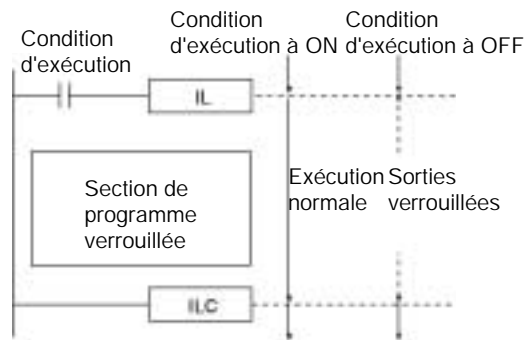 Condition
d'exécution
Condition
d'exécution à ON
Condition
d'exécution à OFF
IL
Section de
programme
verrouillée
Exécution
normale
Sorties
verrouillées
ILC